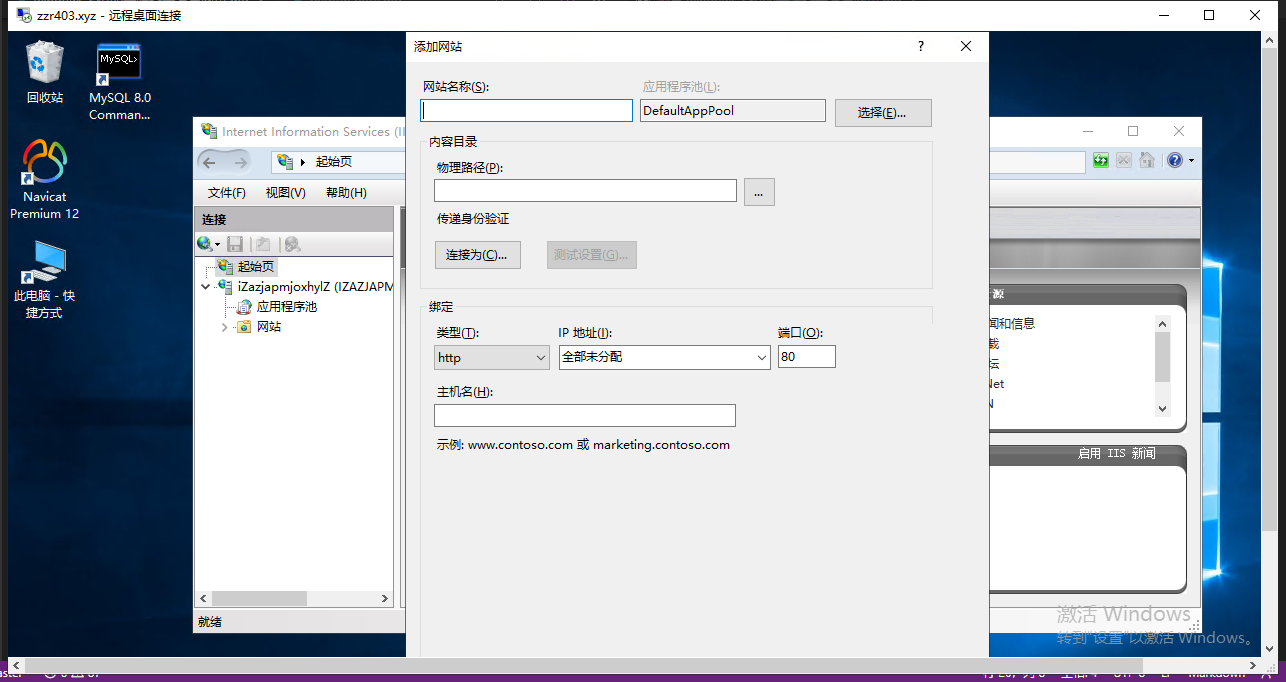 zzr403.xyz - 远程桌面连接
回收站
MySQL>
MySQL 8.0
Comman...
Navicat
Premium 12
此电脑 - 快
捷方式
Internet Information Services (II
起始页
文件(F) 视图(V) 帮助(H)
连接
起始页
iZazjapmjoxhylZ (IZAZJAPM
应用程序池
网站
就绪
添加网站
?
网站名称(S):
应用程序池(L):
DefaultAppPool
选择(E)...
内容目录
物理路径(P):
...
传递身份验证
连接为(C)...
测试设置(G)...
绑定
类型(T):
IP 地址(I):
端口(O):
http
全部未分配
80
主机名(H):
示例: www.contoso.com 或 marketing.contoso.com
源
闻和信息
载
坛
Net
N
启用 IIS 新闻
激活 Windows
转到"设置"以激活 Windows。